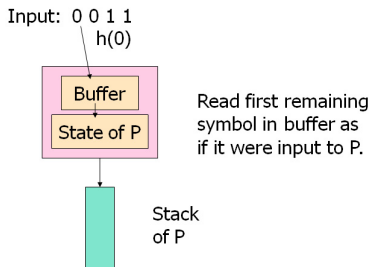 Input: 0 0 1 1
h(0)
Buffer
State of P
Read first remaining
symbol in buffer as
if it were input to P.
Stack
of P